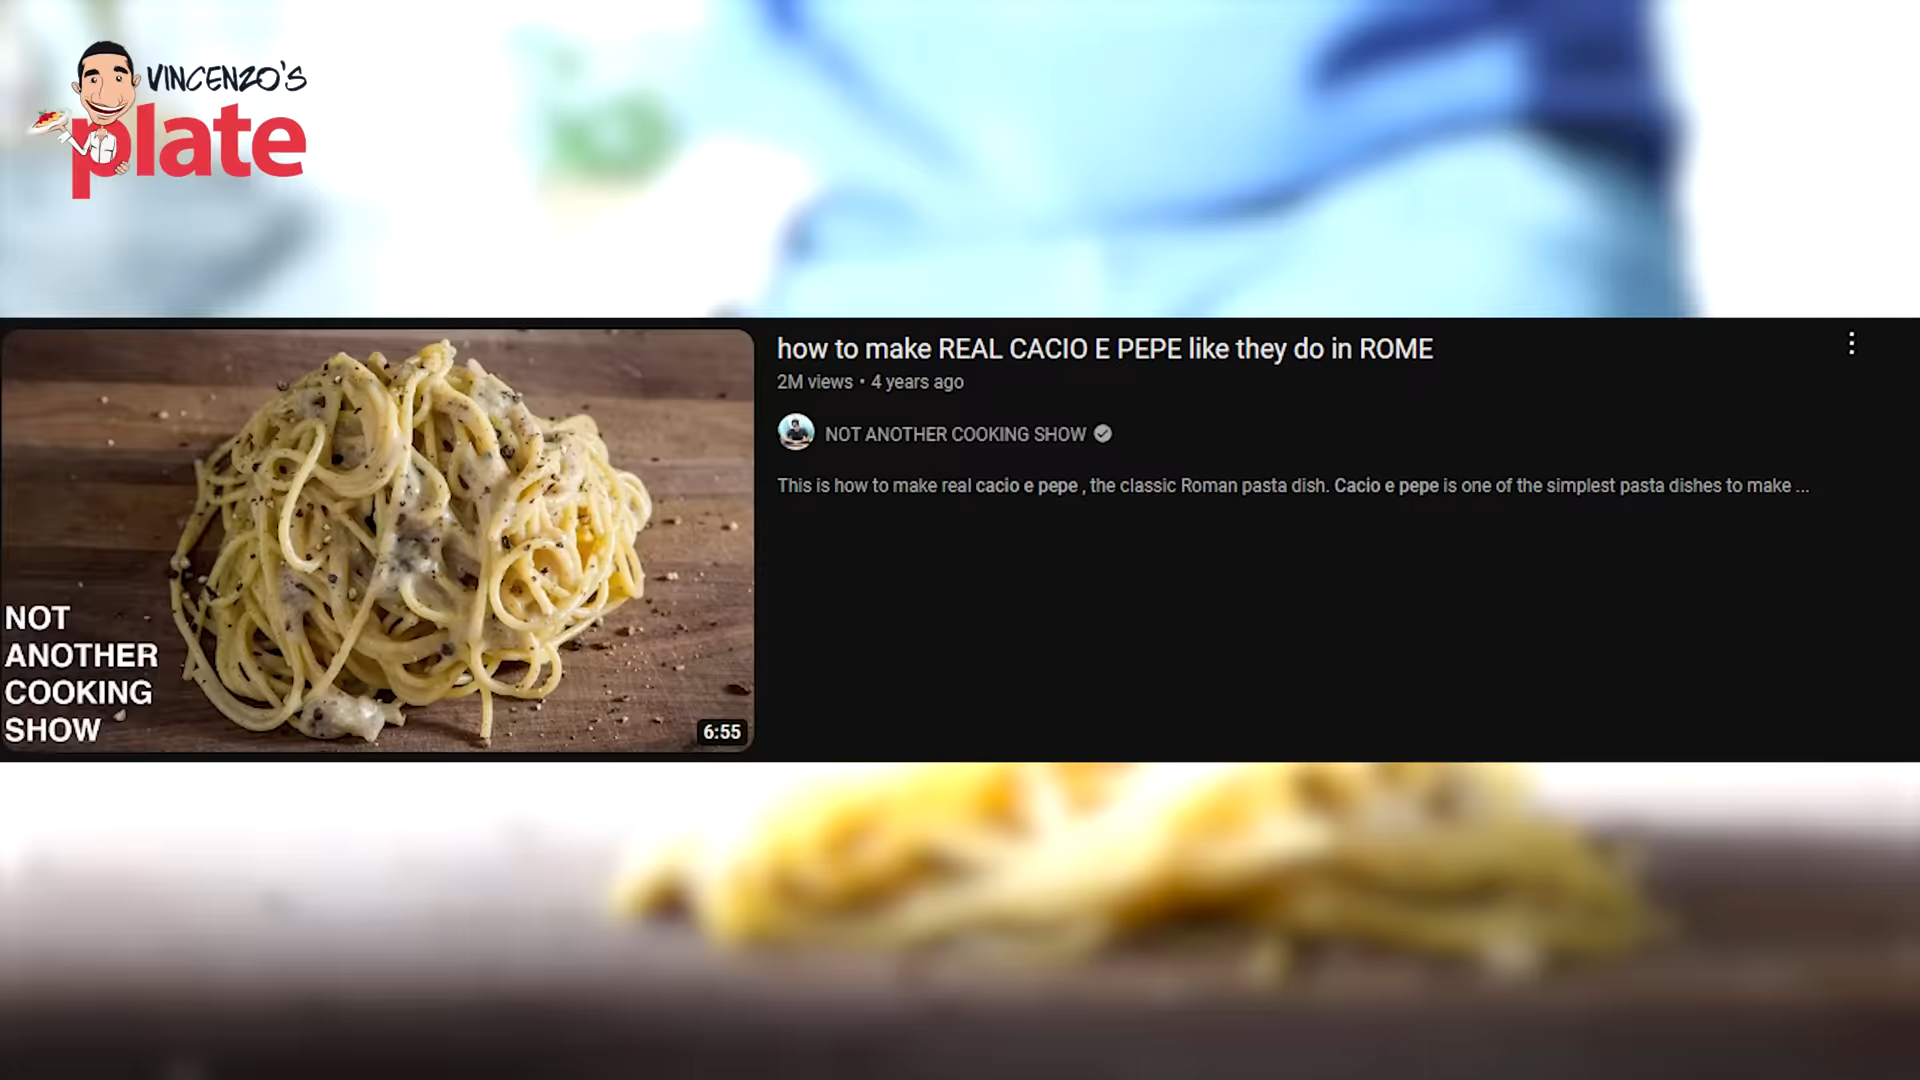 VINCENZO'S
plate
how to make REAL CACIO E PEPE like they do in ROME
2M views • 4 years ago
NOT ANOTHER COOKING SHOW
This is how to make real cacio e pepe , the classic Roman pasta dish. Cacio e pepe is one of the simplest pasta dishes to make ...
NOT
ANOTHER
COOKING
SHOW
6:55